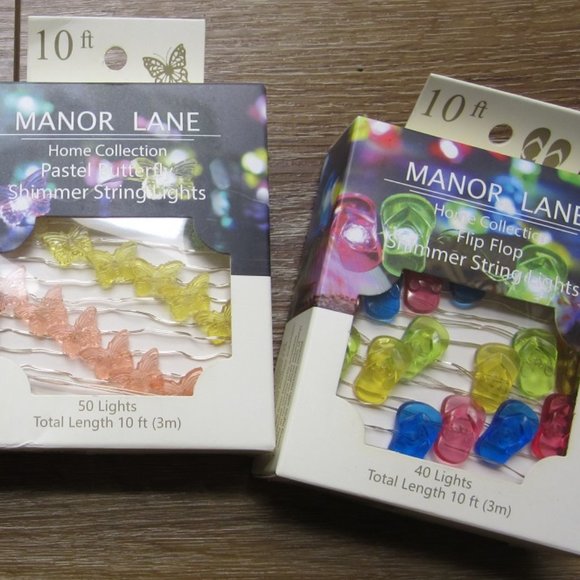 10 ft
MANOR LANE
Home Collection
Pastel Butterfly
Shimmer String Lights
50 Lights
Total Length 10 ft (3m)
10 ft
MANOR LANE
Home Collection
Flip Flop
Shimmer String Lights
40 Lights
Total Length 10 ft (3m)